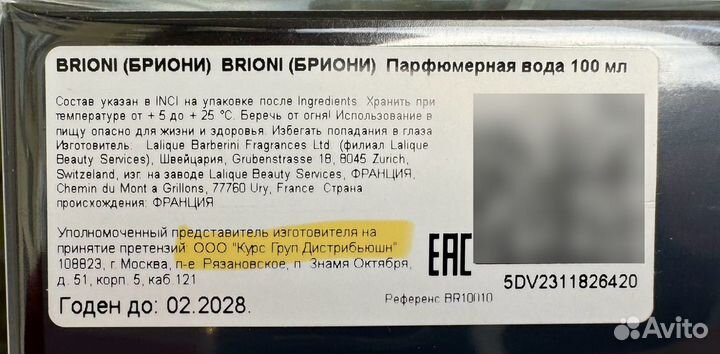 BRIONI (БРИОНИ) BRIONI (БРИОНИ) Парфюмерная вода 100 мл
Состав указан в INCI на упаковке после Ingredients. Хранить при
температуре от +5 до +25 °C. Беречь от огня! Использование в
пищу опасно для жизни и здоровья. Избегать попадания в глаза
Изготовитель: Lalique Barberini Fragrances Ltd (филиал Lalique
Beauty Services), Швейцария, Grubenstrasse 18, 8045 Zurich,
Switzeland, изг на заводе Lalique Beauty Services, ФРАНЦИЯ,
Chemin du Mont a Grillons, 77760 Ury, France Страна
происхождения: ФРАНЦИЯ
Уполномоченный представитель изготовителя на
принятие претензий: ООО "Курс Груп Дистрибьюшн"
108823, г. Москва, п-е. Рязановское, п. Знамя Октября,
д. 51, корп. 5, каб 121
Годен до: 02.2028.
EAC
5DV2311826420
Референс BR10010
Avito